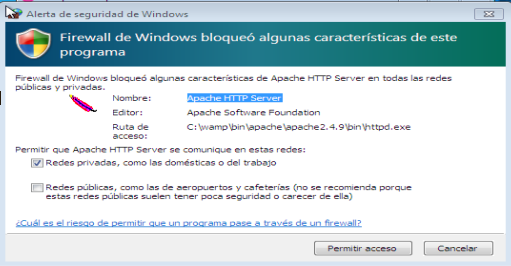 Alerta de seguridad de Windows
Firewall de Windows bloqueó algunas características de este
programa
Firewall de Windows bloqueó algunas características de Apache HTTP Server en todas las redes
públicas y privadas.
Nombre: Apache HTTP Server
Editor: Apache Software Foundation
Ruta de acceso: C:\wamp\bin\apache\apache2.4.9\bin\httpd.exe
Permitir que Apache HTTP Server se comunique en estas redes:
Redes privadas, como las domésticas o del trabajo
Redes públicas, como las de aeropuertos y cafeterías (no se recomienda porque
estas redes públicas suelen tener poca seguridad o carecer de ella)
¿Cuál es el riesgo de permitir que un programa pase a través de un firewall?
Permitir acceso Cancelar